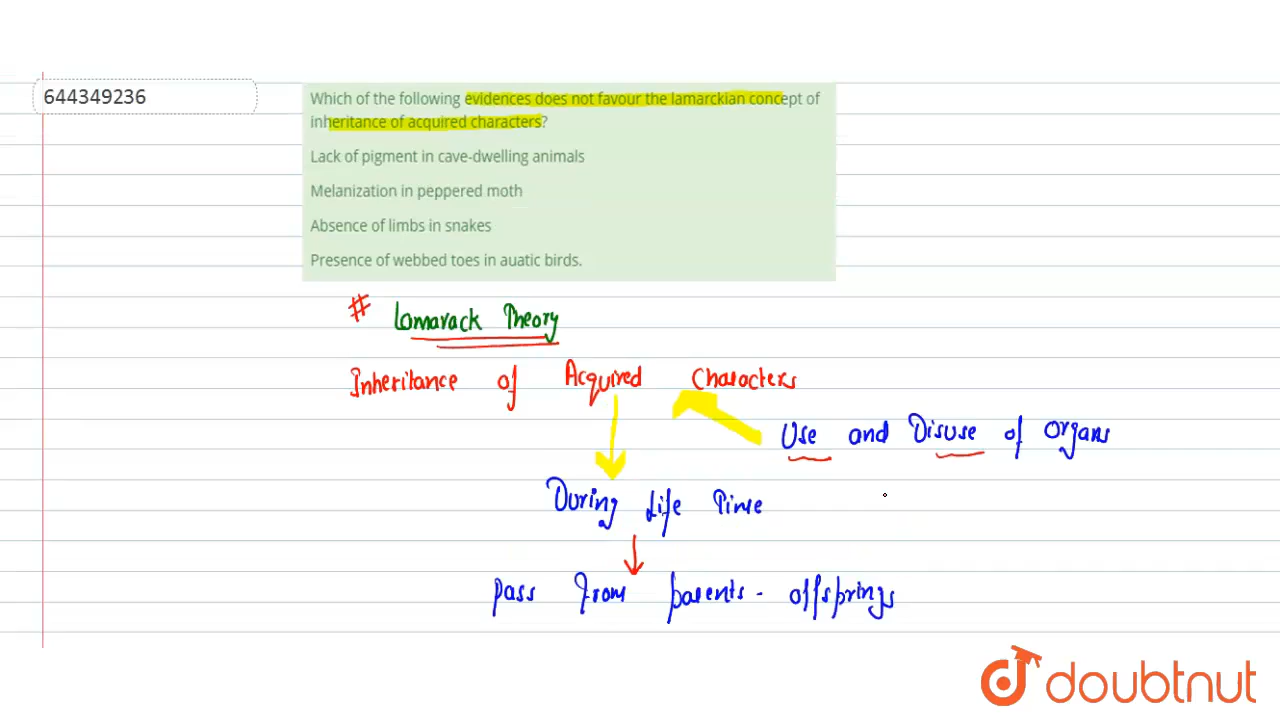 644349236
Which of the following evidences does not favour the lamarckian concept of
inheritance of acquired characters?
Lack of pigment in cave-dwelling animals
Melanization in peppered moth
Absence of limbs in snakes
Presence of webbed toes in auatic birds.
# Lamarack Theory
Inheritance of Acquired Characters
Use and Disuse of Organs
During Life Time
Pass from parents - offsprings
doubtnut